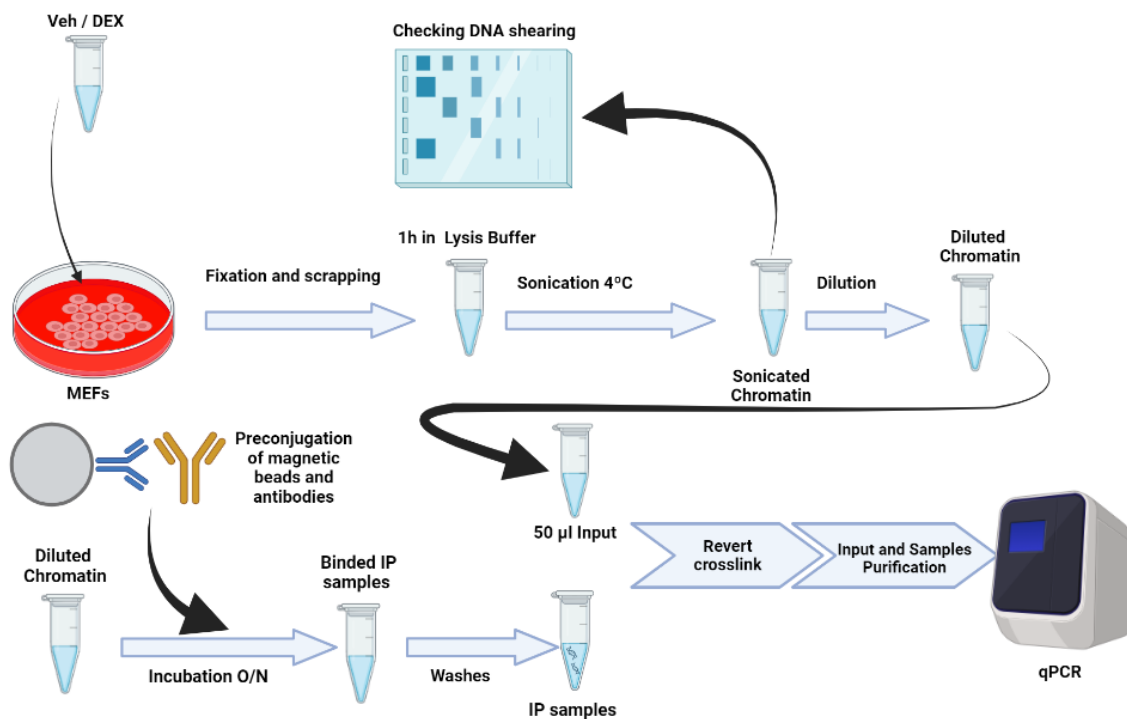 Veh / DEX
Checking DNA shearing
1h in Lysis Buffer
Diluted
Chromatin
Fixation and scrapping
Sonication 4ºC
Dilution
MEFs
Sonicated
Chromatin
Preconjugation
of magnetic
beads and
antibodies
50 µl Input
Revert
crosslink
Input and Samples
Purification
Diluted
Chromatin
Binded IP
samples
Incubation O/N
Washes
IP samples
qPCR